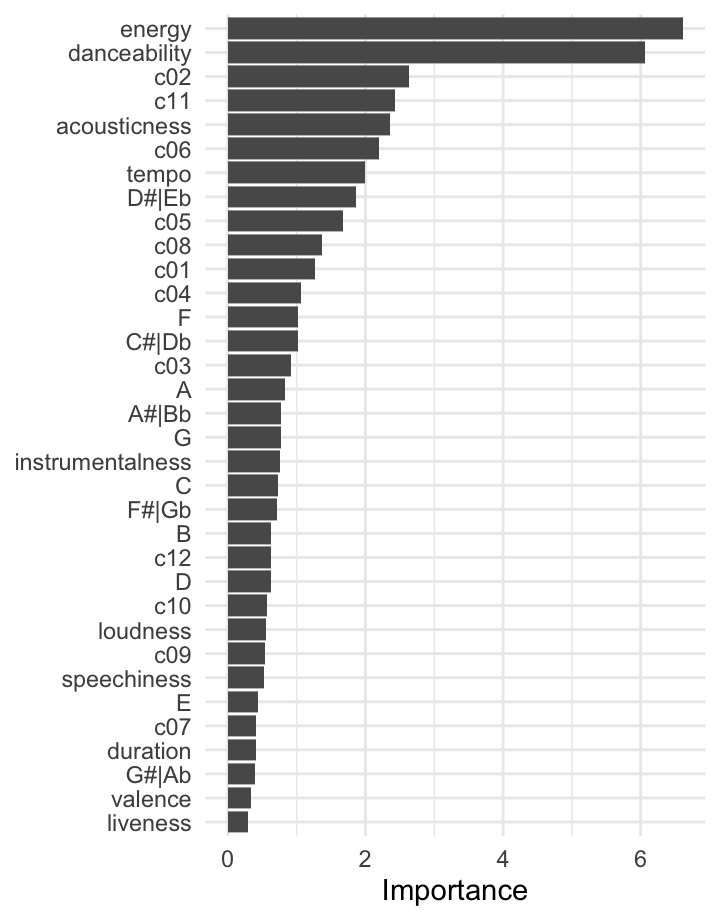 energy
danceability
c02
c11
acousticness
c06
tempo
D#|Eb
c05
c08
c01
c04
F
C#|Db
c03
A
A#|Bb
G
instrumentalness
C
F#|Gb
B
c12
D
c10
loudness
c09
speechiness
E
c07
duration
G#|Ab
valence
liveness
0 2 4 6
Importance